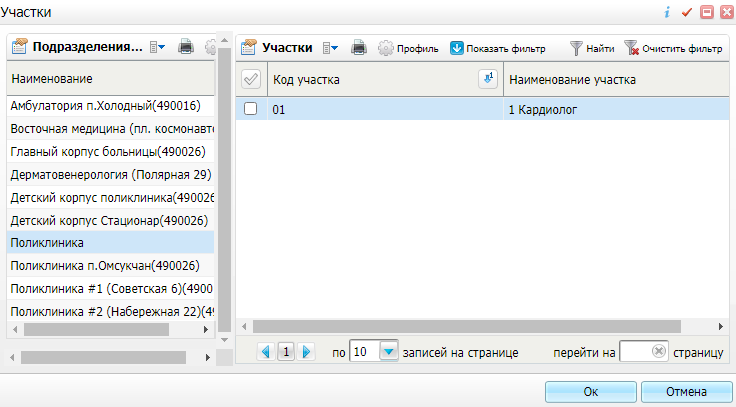 Участки
Подразделения...
Наименование
Амбулатория п.Холодный(490016)
Восточная медицина (пл. космонавто
Главный корпус больницы(490026)
Дерматовенерология (Полярная 29)
Детский корпус поликлиника(490026
Детский корпус Стационар(490026)
Поликлиника
Поликлиника п.Омсукчан(490026)
Поликлиника #1 (Советская 6)(4900
Поликлиника #2 (Набережная 22)(49
Участки Профиль Показать фильтр Найти Очистить фильтр
Код участка Наименование участка
01 1 Кардиолог
1 по 10 записей на странице перейти на страницу
Ок Отмена